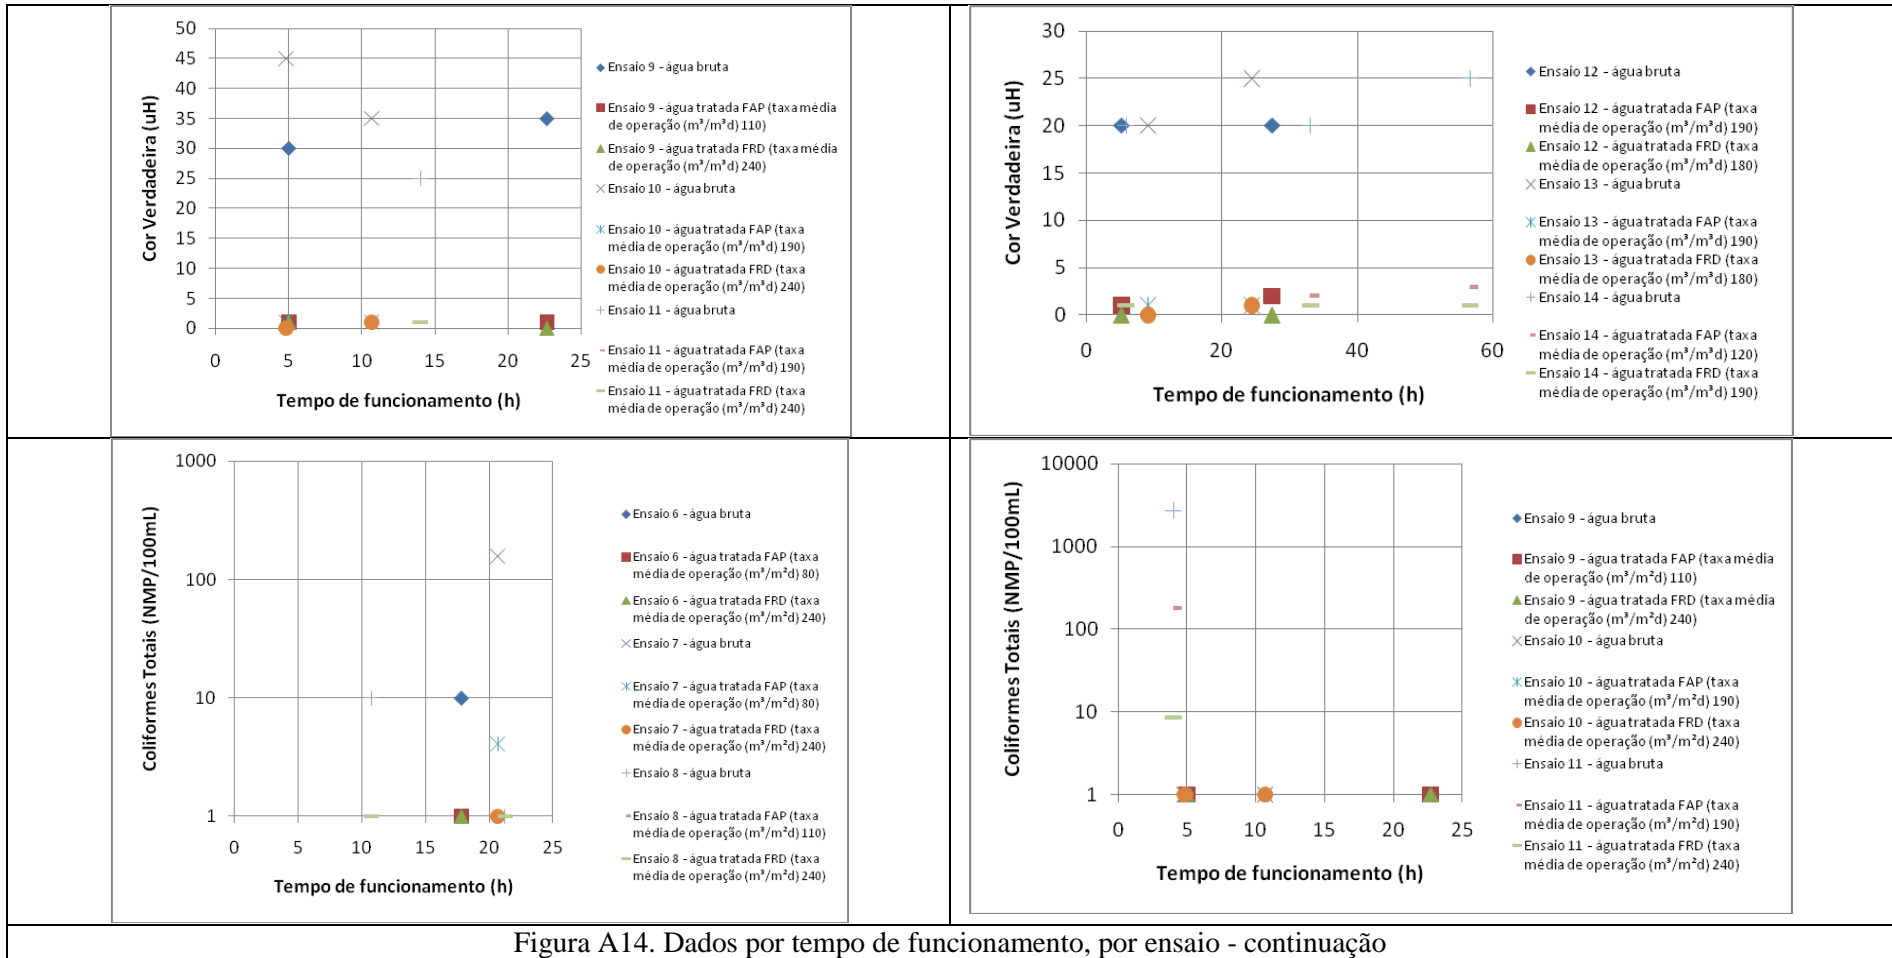 50
45
40
35
30
25
20
15
10
5
0
0 5 10 15 20 25
Cor Verdadeira (uH)
Tempo de funcionamento (h)
Ensaio 9 - água bruta
Ensaio 9 - água tratada FAP (taxa média
de operação (m³/m³d) 110)
Ensaio 9 - água tratada FRD (taxa média
de operação (m³/m³d) 240)
Ensaio 10 - água bruta
Ensaio 10 - água tratada FAP (taxa
média de operação (m³/m³d) 190)
Ensaio 10 - água tratada FRD (taxa
média de operação (m³/m³d) 240)
Ensaio 11 - água bruta
Ensaio 11 - água tratada FAP (taxa
média de operação (m³/m³d) 190)
Ensaio 11 - água tratada FRD (taxa
média de operação (m³/m³d) 240)
30
25
20
15
10
5
0
0 20 40 60
Cor Verdadeira (uH)
Tempo de funcionamento (h)
Ensaio 12 - água bruta
Ensaio 12 - água tratada FAP (taxa
média de operação (m³/m³d) 190)
Ensaio 12 - água tratada FRD (taxa
média de operação (m³/m³d) 180)
Ensaio 13 - água bruta
Ensaio 13 - água tratada FAP (taxa
média de operação (m³/m³d) 190)
Ensaio 13 - água tratada FRD (taxa
média de operação (m³/m³d) 180)
Ensaio 14 - água bruta
Ensaio 14 - água tratada FAP (taxa
média de operação (m³/m³d) 120)
Ensaio 14 - água tratada FRD (taxa
média de operação (m³/m³d) 190)
1000
100
10
1
0 5 10 15 20 25
Coliformes Totais (NMP/100mL)
Tempo de funcionamento (h)
Ensaio 6 - água bruta
Ensaio 6 - água tratada FAP (taxa
média de operação (m³/m²d) 80)
Ensaio 6 - água tratada FRD (taxa
média de operação (m³/m²d) 240)
Ensaio 7 - água bruta
Ensaio 7 - água tratada FAP (taxa
média de operação (m³/m²d) 80)
Ensaio 7 - água tratada FRD (taxa
média de operação (m³/m²d) 240)
Ensaio 8 - água bruta
Ensaio 8 - água tratada FAP (taxa
média de operação (m³/m²d) 110)
Ensaio 8 - água tratada FRD (taxa
média de operação (m³/m²d) 240)
10000
1000
100
10
1
0 5 10 15 20 25
Coliformes Totais (NMP/100mL)
Tempo de funcionamento (h)
Ensaio 9 - água bruta
Ensaio 9 - água tratada FAP (taxa média
de operação (m³/m²d) 110)
Ensaio 9 - água tratada FRD (taxa média
de operação (m³/m²d) 240)
Ensaio 10 - água bruta
Ensaio 10 - água tratada FAP (taxa
média de operação (m³/m²d) 190)
Ensaio 10 - água tratada FRD (taxa
média de operação (m³/m²d) 240)
Ensaio 11 - água bruta
Ensaio 11 - água tratada FAP (taxa
média de operação (m³/m²d) 190)
Ensaio 11 - água tratada FRD (taxa
média de operação (m³/m²d) 240)
Figura A14. Dados por tempo de funcionamento, por ensaio - continuação